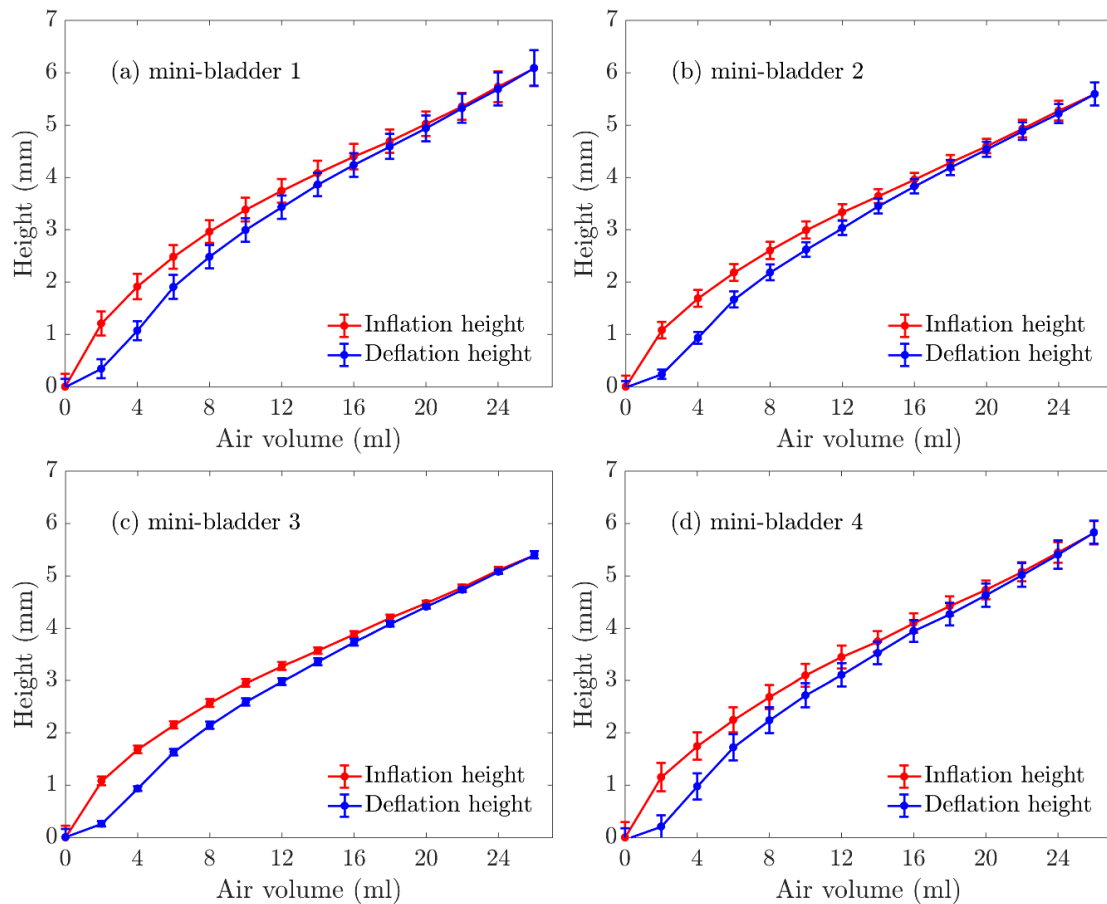 7
6
5
4
3
2
1
0
Height (mm)
(a) mini-bladder 1
Inflation height
Deflation height
0 4 8 12 16 20 24
Air volume (ml)
7
6
5
4
3
2
1
0
Height (mm)
(b) mini-bladder 2
Inflation height
Deflation height
0 4 8 12 16 20 24
Air volume (ml)
7
6
5
4
3
2
1
0
Height (mm)
(c) mini-bladder 3
Inflation height
Deflation height
0 4 8 12 16 20 24
Air volume (ml)
7
6
5
4
3
2
1
0
Height (mm)
(d) mini-bladder 4
Inflation height
Deflation height
0 4 8 12 16 20 24
Air volume (ml)